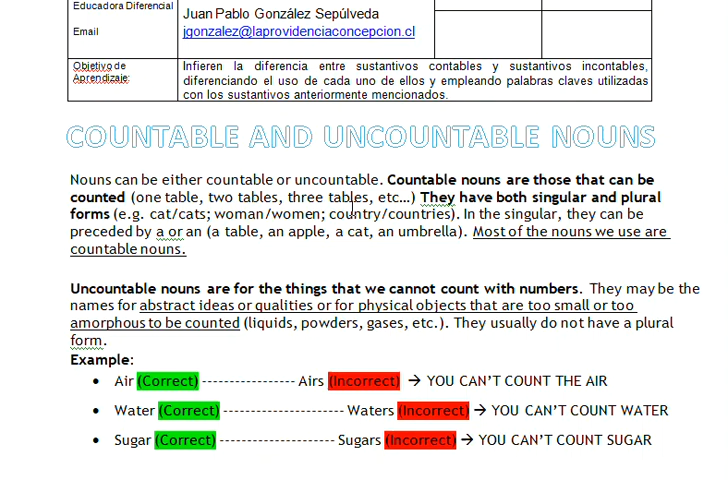 Educadora Diferencial
Juan Pablo González Sepúlveda
Email
jgonzalez@laprovidenciaconcepcion.cl
Objetivo de Aprendizaje:
Infieren la diferencia entre sustantivos contables y sustantivos incontables,
diferenciando el uso de cada uno de ellos y empleando palabras claves utilizadas
con los sustantivos anteriormente mencionados.
COUNTABLE AND UNCOUNTABLE NOUNS
Nouns can be either countable or uncountable. Countable nouns are those that can be
counted (one table, two tables, three tables, etc…) They have both singular and plural
forms (e.g. cat/cats; woman/women; country/countries). In the singular, they can be
preceded by a or an (a table, an apple, a cat, an umbrella). Most of the nouns we use are
countable nouns.
Uncountable nouns are for the things that we cannot count with numbers. They may be the
names for abstract ideas or qualities or for physical objects that are too small or too
amorphous to be counted (liquids, powders, gases, etc.). They usually do not have a plural
form.
Example:
• Air (Correct) ----------------- Airs (Incorrect) → YOU CAN'T COUNT THE AIR
• Water (Correct) ---------------------- Waters (Incorrect) → YOU CAN'T COUNT WATER
• Sugar (Correct) --------------------- Sugars (Incorrect) → YOU CAN'T COUNT SUGAR